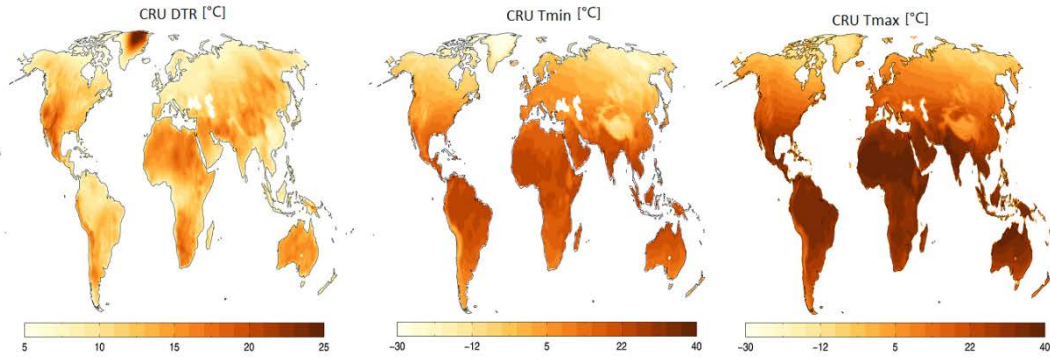 CRU DTR [°C]
CRU Tmin [°C]
CRU Tmax [°C]
5 10 15 20 25
-30 -12 5 22 40
-30 -12 5 22 40